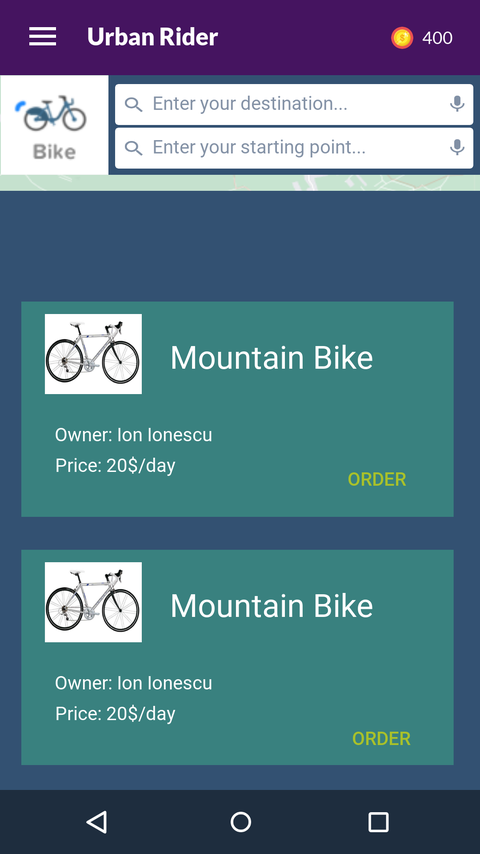 Urban Rider
400
Enter your destination...
Bike
Enter your starting point...
Mountain Bike
Owner: Ion Ionescu
Price: 20$/day
ORDER
Mountain Bike
Owner: Ion Ionescu
Price: 20$/day
ORDER